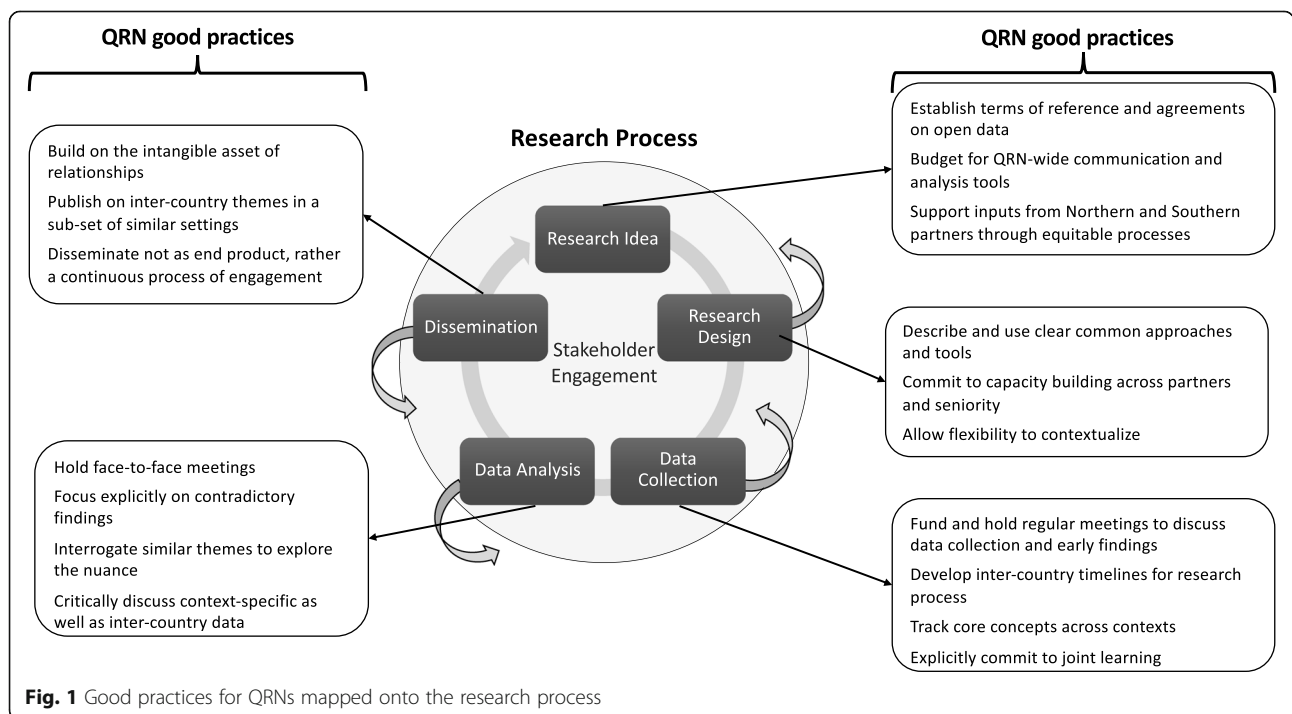 QRN good practices
Build on the intangible asset of
relationships
Publish on inter-country themes in a
sub-set of similar settings
Disseminate not as end product, rather
a continuous process of engagement
Hold face-to-face meetings
Focus explicitly on contradictory
findings
Interrogate similar themes to explore
the nuance
Critically discuss context-specific as
well as inter-country data
Research Process
Research Idea
Research
Design
Data
Collection
Data Analysis
Dissemination
Stakeholder
Engagement
QRN good practices
Establish terms of reference and agreements
on open data
Budget for QRN-wide communication and
analysis tools
Support inputs from Northern and Southern
partners through equitable processes
Describe and use clear common approaches
and tools
Commit to capacity building across partners
and seniority
Allow flexibility to contextualize
Fund and hold regular meetings to discuss
data collection and early findings
Develop inter-country timelines for research
process
Track core concepts across contexts
Explicitly commit to joint learning
Fig. 1 Good practices for QRNs mapped onto the research process